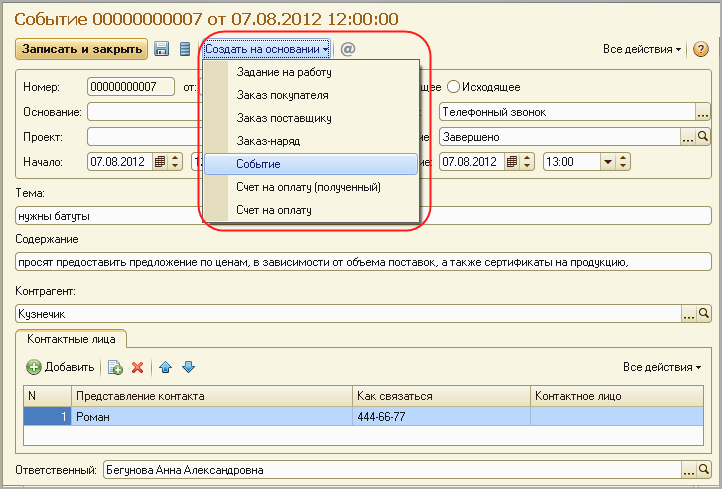 Событие 00000000007 от 07.08.2012 12:00:00
Записать и закрыть Создать на основании @ Все действия ?
Задание на работу
Номер: 00000000007 от: Заказ покупателя щее Исходящее
Основание: Заказ поставщику : Телефонный звонок ...
Проект: Заказ-наряд ие: Завершено ...
Начало: 07.08.2012 Событие ие: 07.08.2012 13:00
Счет на оплату (полученный)
Тема:
Счет на оплату
нужны батуты
Содержание
просят предоставить предложение по ценам, в зависимости от объема поставок, а также сертификаты на продукцию,
Контрагент:
Кузнечик ...
Контактные лица
Добавить Все действия
N Представление контакта Как связаться Контактное лицо
1 Роман 444-66-77
Ответственный: Бегунова Анна Александровна ...